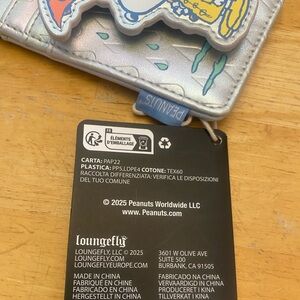 PEANUTS
FR
ÉLÉMENTS
D'EMBALLAGE
CARTA: PAP22
PLASTICA: PP5,LDPE4 COTONE: TEX60
RACCOLTA DIFFERENZIATA: VERIFICA LE DISPOSIZIONI
DEL TUO COMUNE
© 2025 Peanuts Worldwide LLC
www.Peanuts.com
loungefly
LOUNGEFLY, LLC © 2025
LOUNGEFLY.COM
LOUNGEFLYEUROPE.COM
3601 W OLIVE AVE
SUITE 500
BURBANK, CA 91505
MADE IN CHINA
FABRIQUÉ EN CHINE
FABRICADO EN CHINA
HERGESTELLT IN CHINA
FABRICADO NA CHINA
VERVAARDIGD IN CHINA
PRODUCERET I KINA
TILLVERKAT I KINA